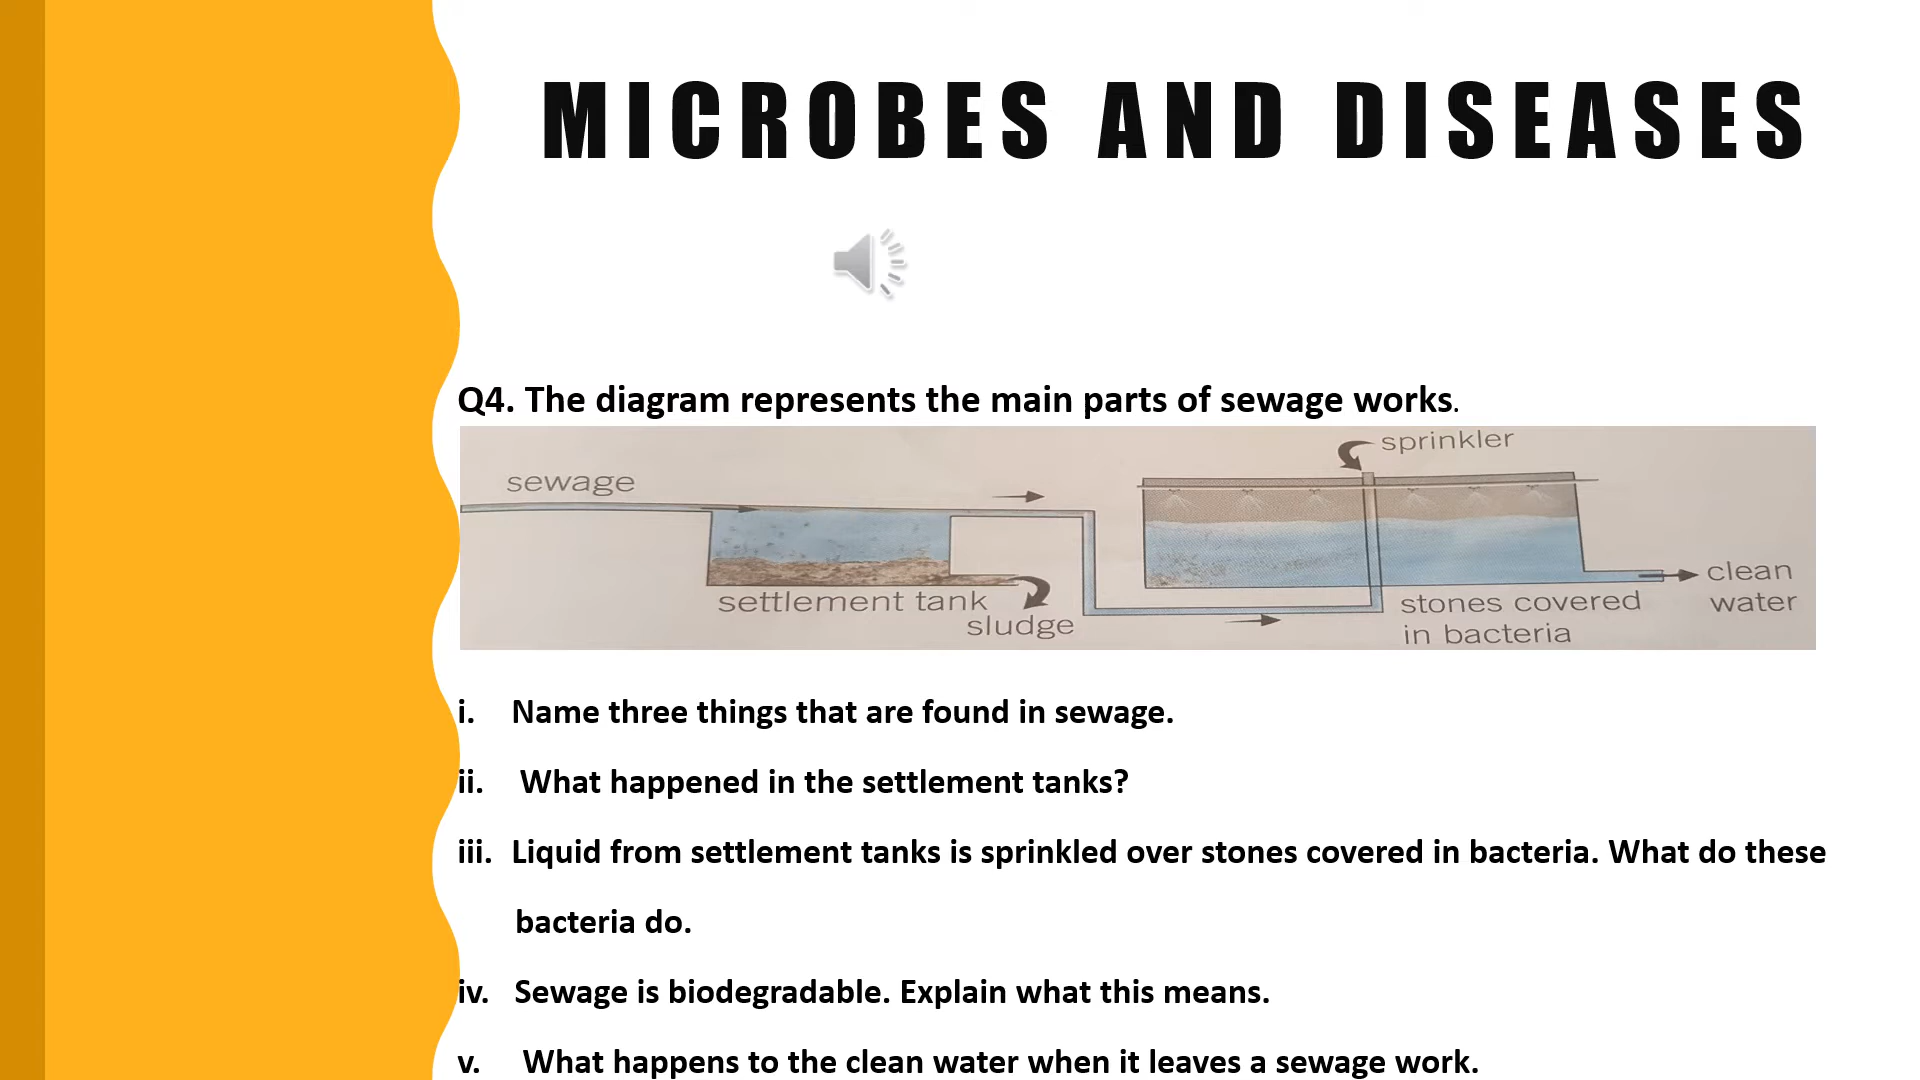 MICROBES AND DISEASES
Q4. The diagram represents the main parts of sewage works.
sprinkler
sewage
clean
water
settlement tank
sludge
stones covered
in bacteria
i. Name three things that are found in sewage.
ii. What happened in the settlement tanks?
iii. Liquid from settlement tanks is sprinkled over stones covered in bacteria. What do these
bacteria do.
iv. Sewage is biodegradable. Explain what this means.
v. What happens to the clean water when it leaves a sewage work.